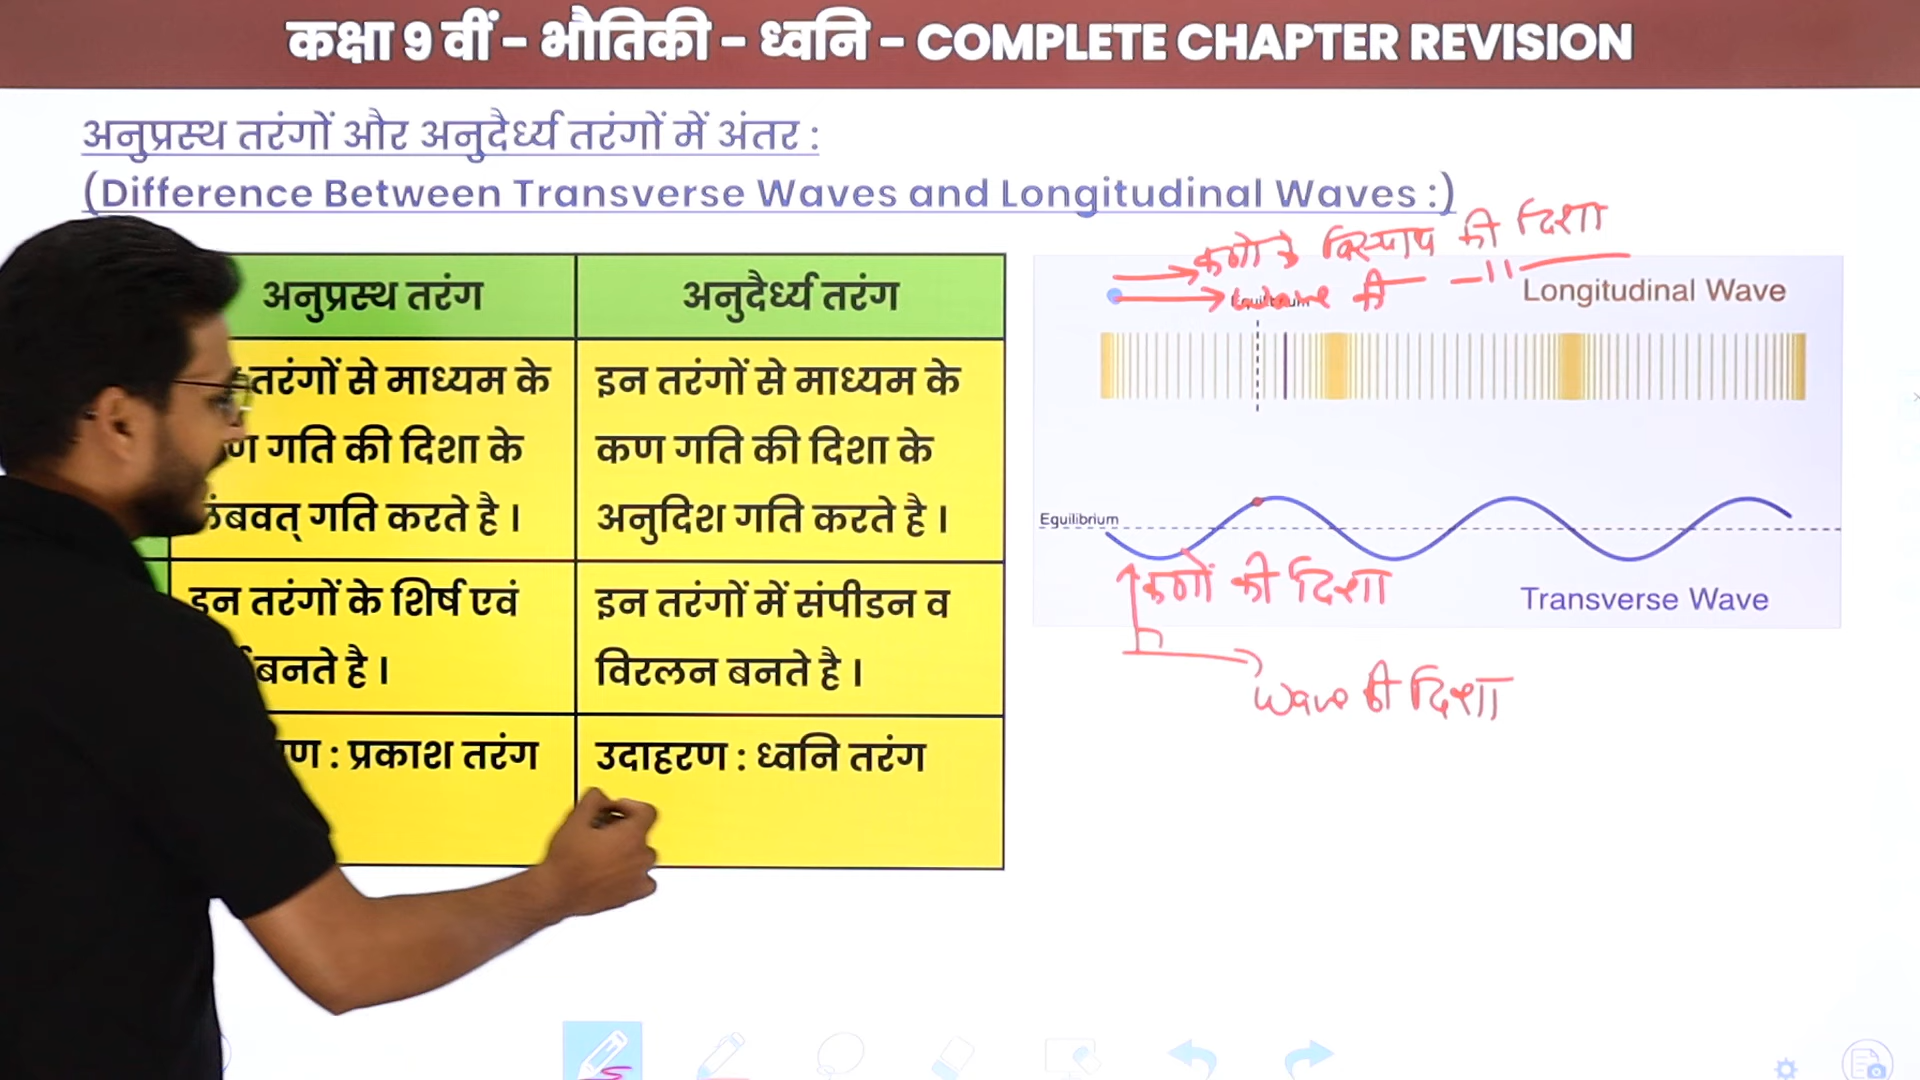 कक्षा 9 वीं - भौतिकी - ध्वनि - COMPLETE CHAPTER REVISION
अनुप्रस्थ तरंगों और अनुदैर्ध्य तरंगों में अंतर :
(Difference Between Transverse Waves and Longitudinal Waves :)
अनुप्रस्थ तरंग
तरंगों से माध्यम के
गति की दिशा के
लंबवत् गति करते है ।
इन तरंगों के शिर्ष एवं
बनते है ।
: प्रकाश तरंग
अनुदैर्ध्य तरंग
इन तरंगों से माध्यम के
कण गति की दिशा के
अनुदिश गति करते है ।
इन तरंगों में संपीडन व
विरलन बनते है ।
उदाहरण : ध्वनि तरंग
की दिशा
wave की — 11 —
Longitudinal Wave
Equilibrium
कणों की दिशा
Transverse Wave
wave की दिशा